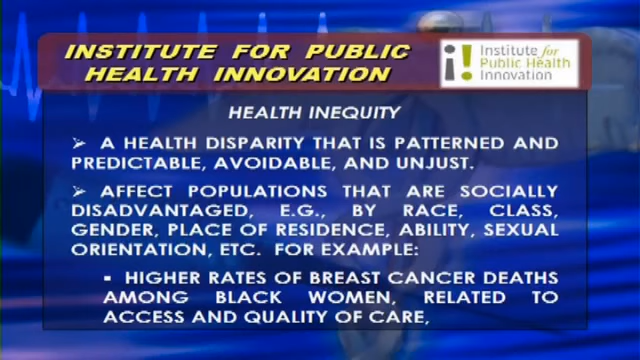 INSTITUTE FOR PUBLIC
HEALTH INNOVATION
i! Institute for
Public Health
Innovation
HEALTH INEQUITY
➢ A HEALTH DISPARITY THAT IS PATTERNED AND
PREDICTABLE, AVOIDABLE, AND UNJUST.
➢ AFFECT POPULATIONS THAT ARE SOCIALLY
DISADVANTAGED, E.G., BY RACE, CLASS,
GENDER, PLACE OF RESIDENCE, ABILITY, SEXUAL
ORIENTATION, ETC. FOR EXAMPLE:
▪ HIGHER RATES OF BREAST CANCER DEATHS
AMONG BLACK WOMEN, RELATED TO
ACCESS AND QUALITY OF CARE,